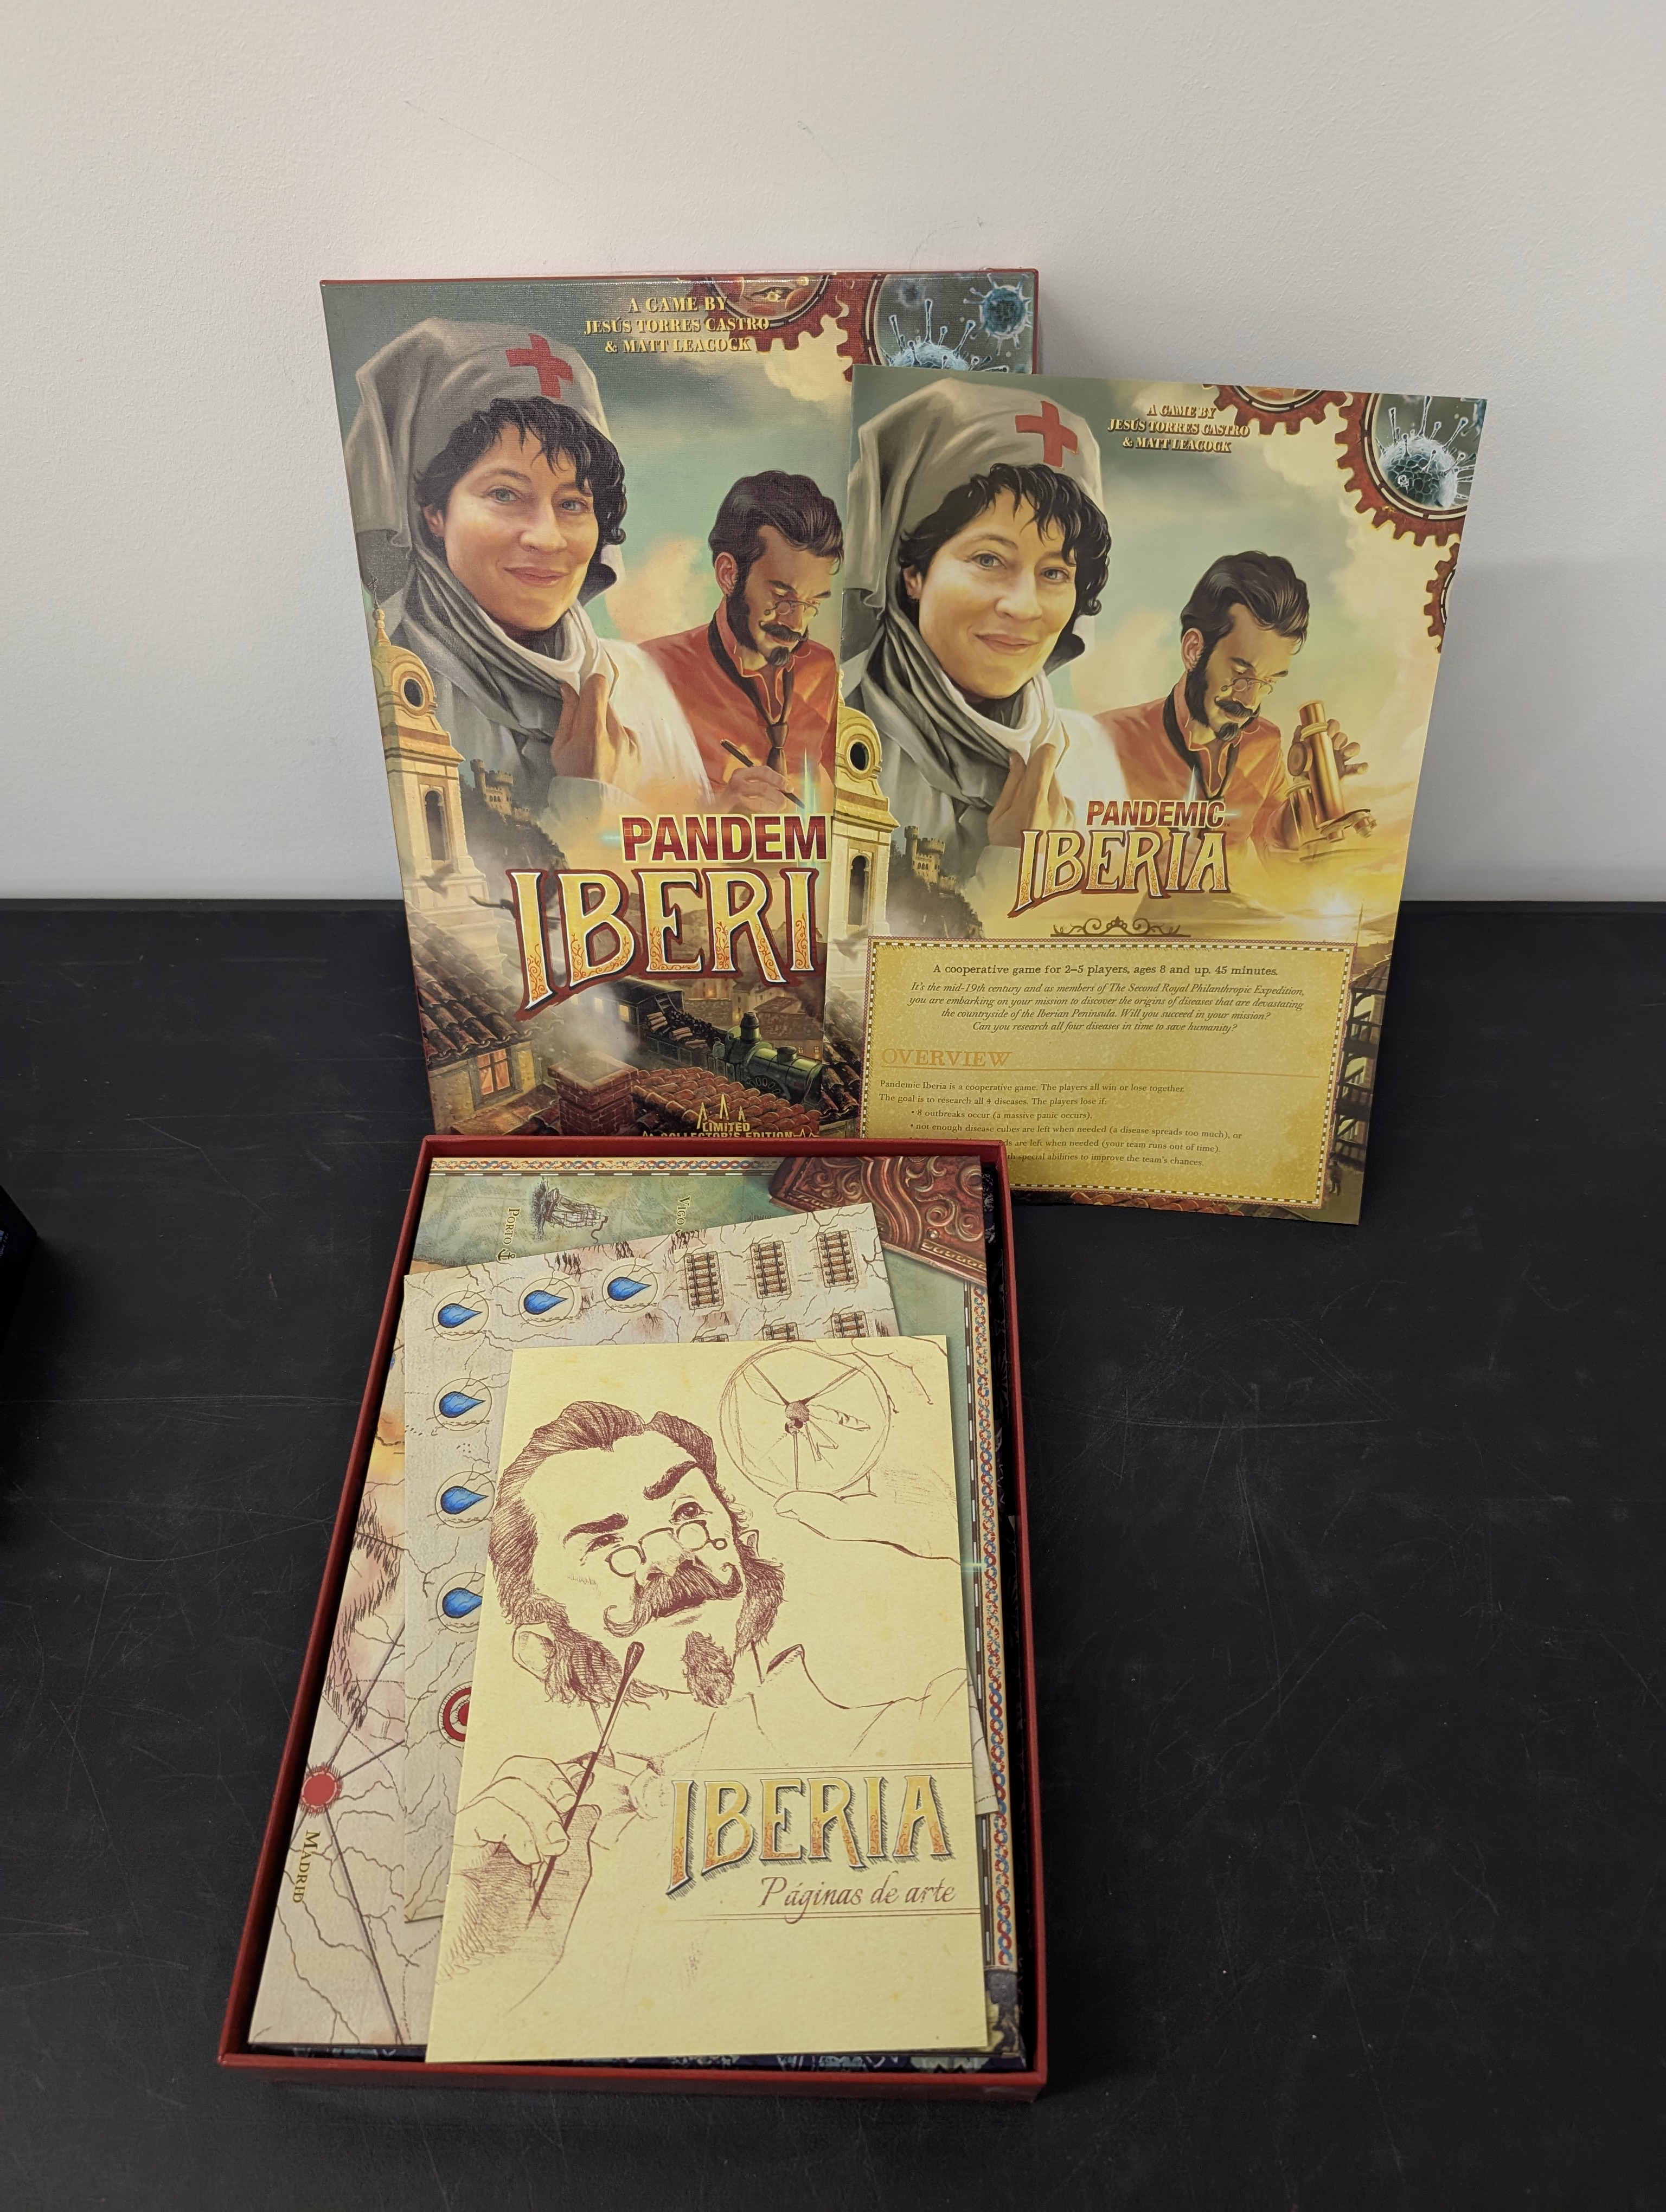 A GAME BY
JESÚS TORRES CASTRO
& MATT LEACOCK
PANDEM
IBERI
LIMITED
COLLECTOR'S EDITION
A GAME BY
JESÚS TORRES CASTRO
& MATT LEACOCK
PANDEMIC
IBERIA
A cooperative game for 2–5 players, ages 8 and up. 45 minutes.
It's the mid-19th century and as members of The Second Royal Philanthropic Expedition,
you are embarking on your mission to discover the origins of diseases that are devastating
the countryside of the Iberian Peninsula. Will you succeed in your mission?
Can you research all four diseases in time to save humanity?
OVERVIEW
Pandemic Iberia is a cooperative game. The players all win or lose together.
The goal is to research all 4 diseases. The players lose if:
• 8 outbreaks occur (a massive panic occurs),
• not enough disease cubes are left when needed (a disease spreads too much), or
are left when needed (your team runs out of time).
special abilities to improve the team's chances.
PORTO
VIGO
MADRID
IBERIA
Páginas de arte